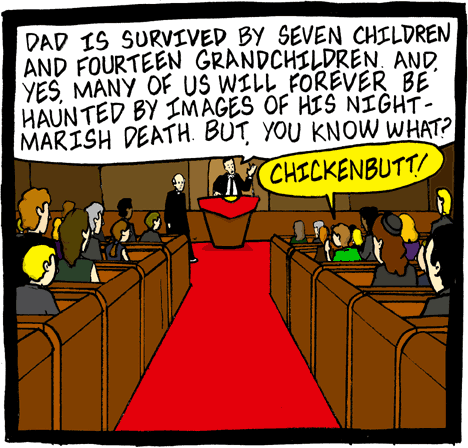 DAD IS SURVIVED BY SEVEN CHILDREN
AND FOURTEEN GRANDCHILDREN. AND,
YES, MANY OF US WILL FOREVER BE
HAUNTED BY IMAGES OF HIS NIGHT-
MARISH DEATH. BUT, YOU KNOW WHAT?
CHICKENBUTT!